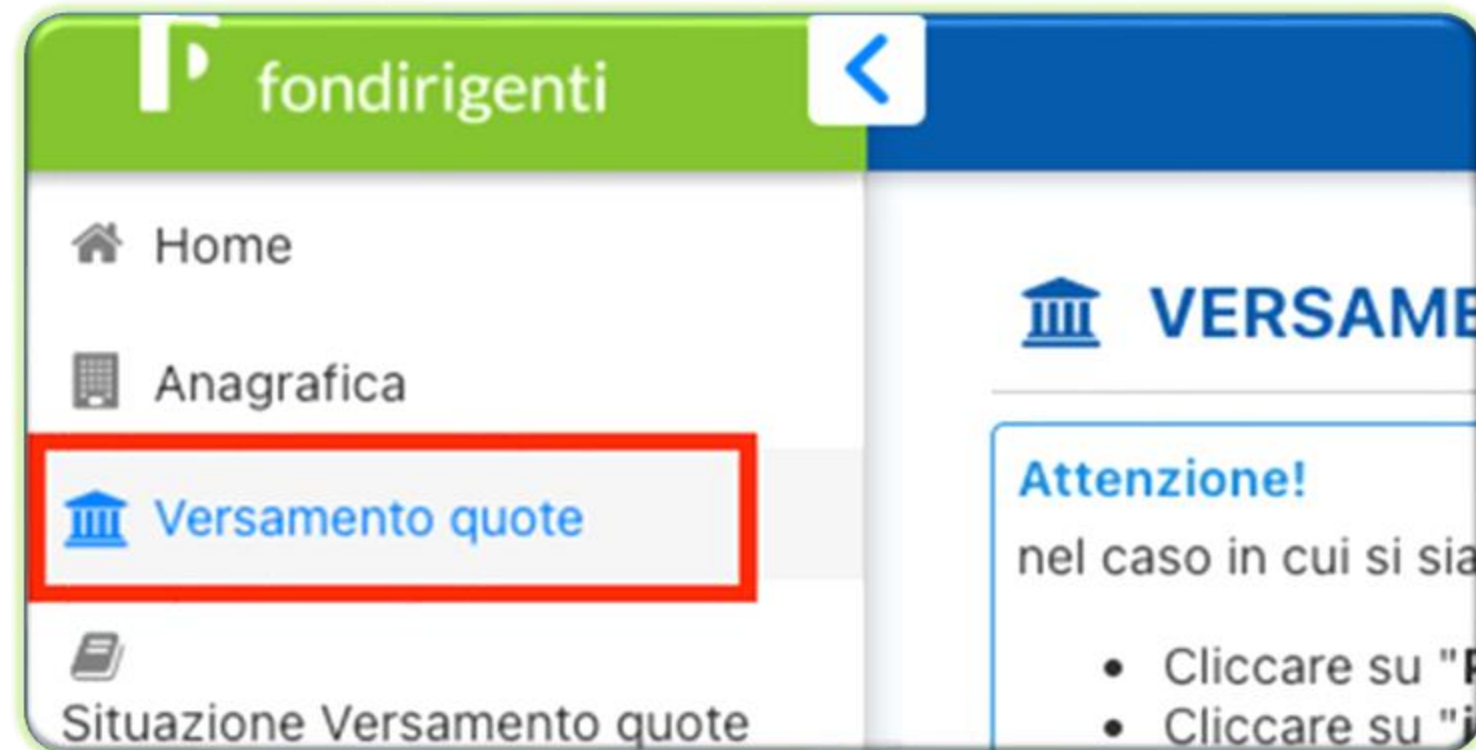 fondirigenti
Home
Anagrafica
Versamento quote
Situazione Versamento quote
Attenzione!
nel caso in cui si sia
Cliccare su "
Cliccare su "